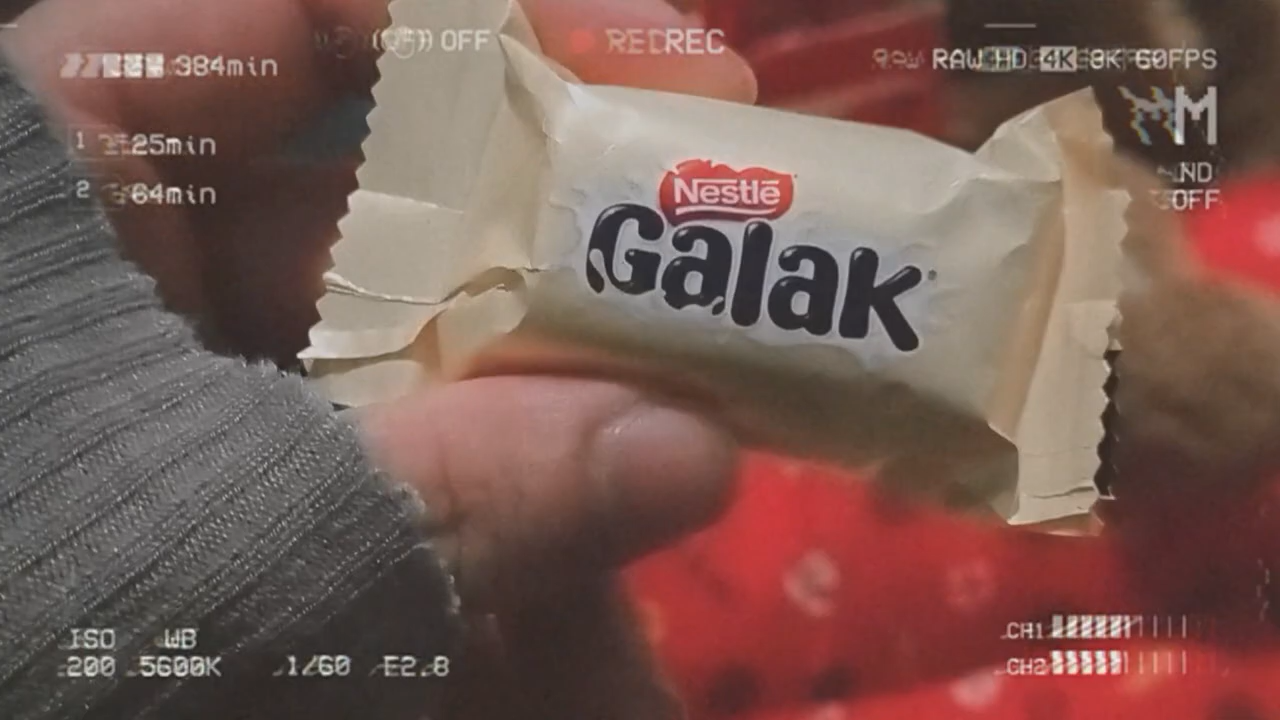 384min
OFF
REC
RAW HD 4K 8K 60FPS
1 25min
2 64min
M
ND
OFF
Nestlé
Galak
ISO WB
200 5600K 1/60 F2.8
CH1
CH2